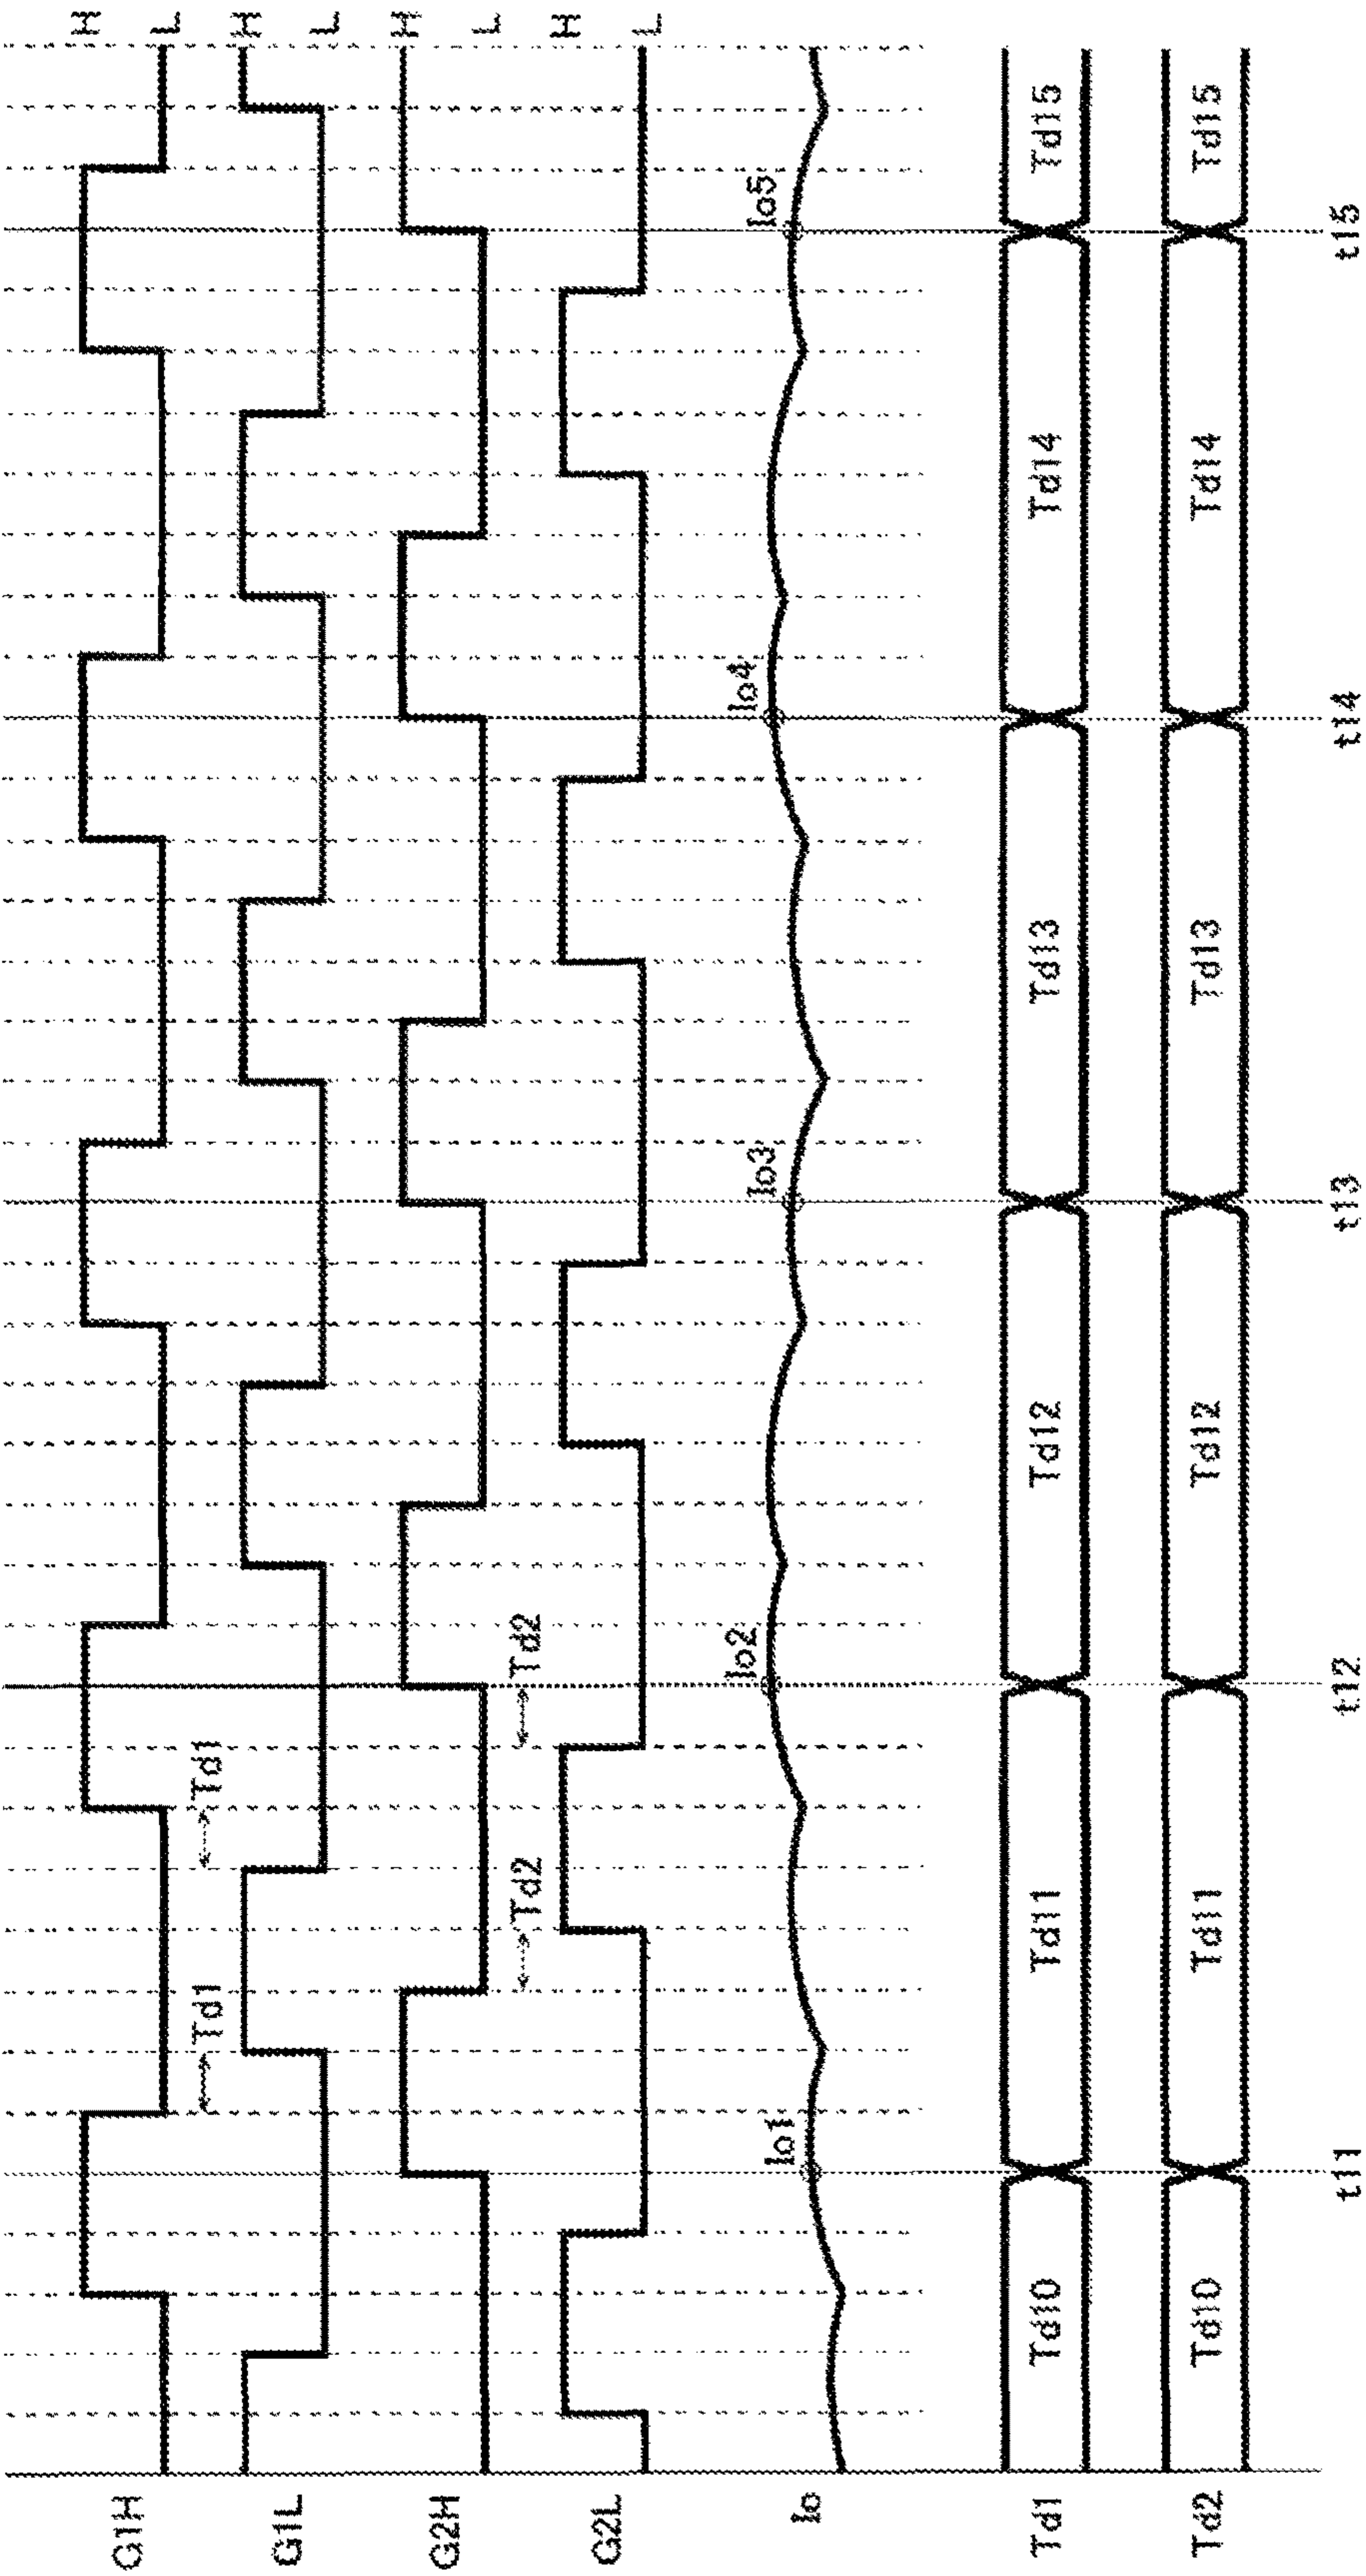 G1H
H
L
Td1
Td1
G1L
H
L
G2H
H
L
Td2
Td2
G2L
H
L
Io
Io1
Io2
Io3
Io4
Io5
Td1
Td10
Td11
Td12
Td13
Td14
Td15
Td2
Td10
Td11
Td12
Td13
Td14
Td15
t11
t12
t13
t14
t15